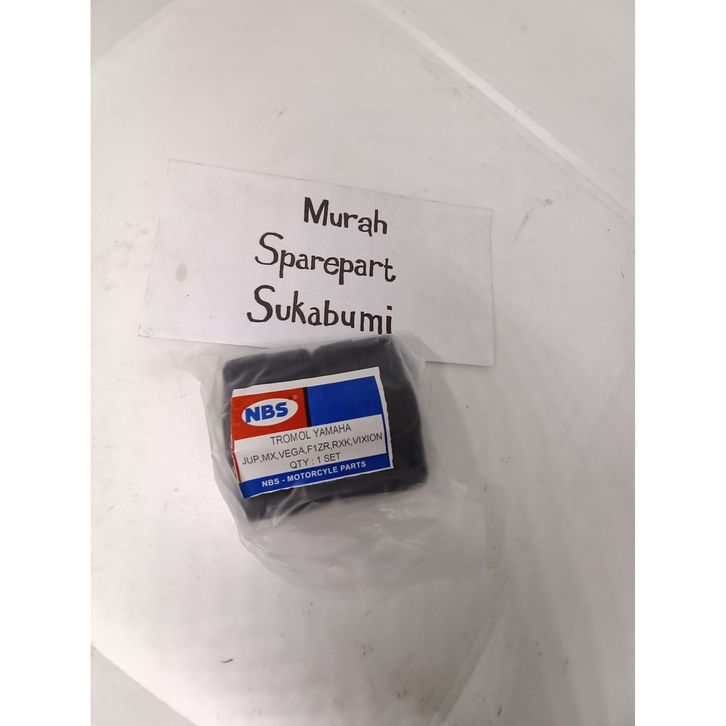 Murah
Sparepart
Sukabumi
NBS®
TROMOL YAMAHA
JUP,MX,VEGA,F1ZR,RXK,VIXION
QTY : 1 SET
NBS - MOTORCYLE PARTS